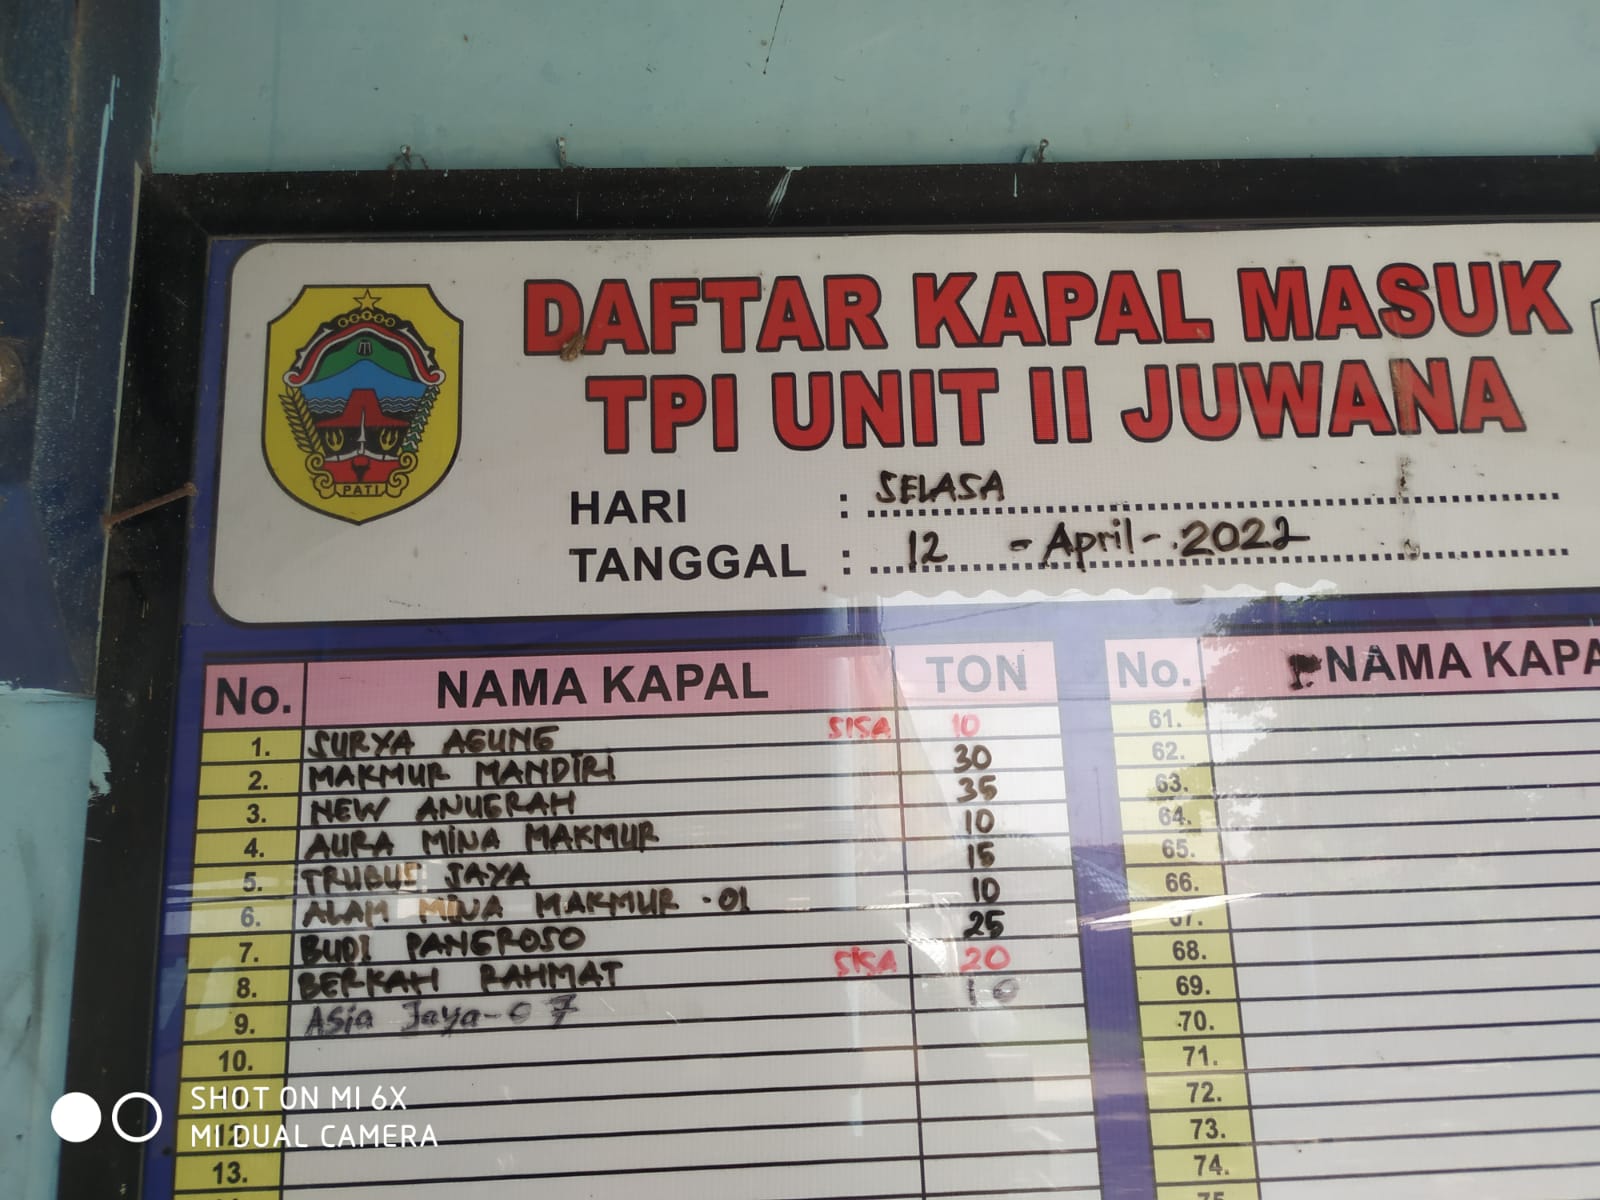 DAFTAR KAPAL MASUK
TPI UNIT II JUWANA
PATI
HARI : SELASA
TANGGAL : 12 - April - 2022
No. NAMA KAPAL TON No. NAMA KAPA
1. SURYA AGUNG SISA 10 61.
2. MAKMUR MANDIRI 30 62.
3. NEW ANUGRAH 35 63.
4. AURA MINA MAKMUR 10 64.
5. TRUBUS JAYA 15 65.
6. ALAM MINA MAKMUR -01 10 66.
7. BUDI PANGROSO 25 67.
8. BERKAH RAHMAT SISA 20 68.
9. ASia Jaya-07 10 69.
10. 70.
71.
12. 72.
13. 73.
74.
75.
SHOT ON MI 6X
MI DUAL CAMERA